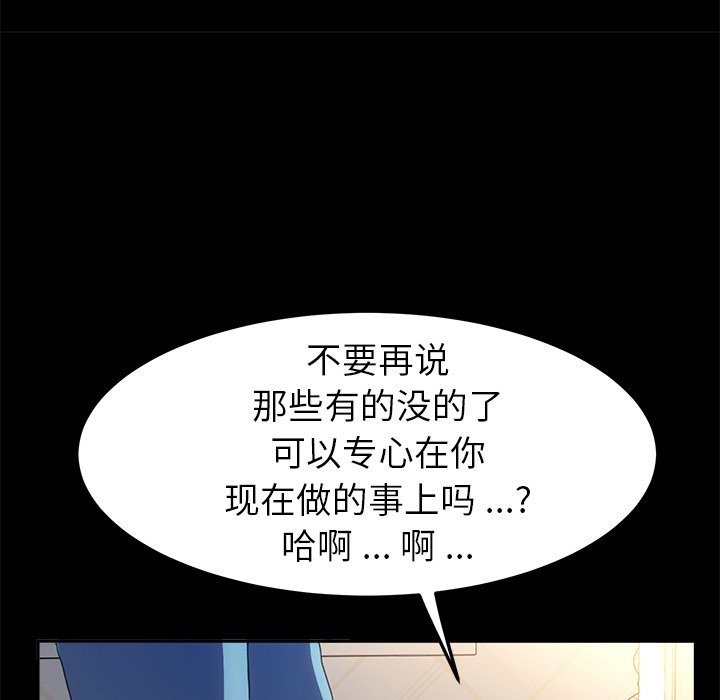 不要再说
那些有的没的了
可以专心在你
现在做的事上吗 ...?
哈啊 ... 啊 ...